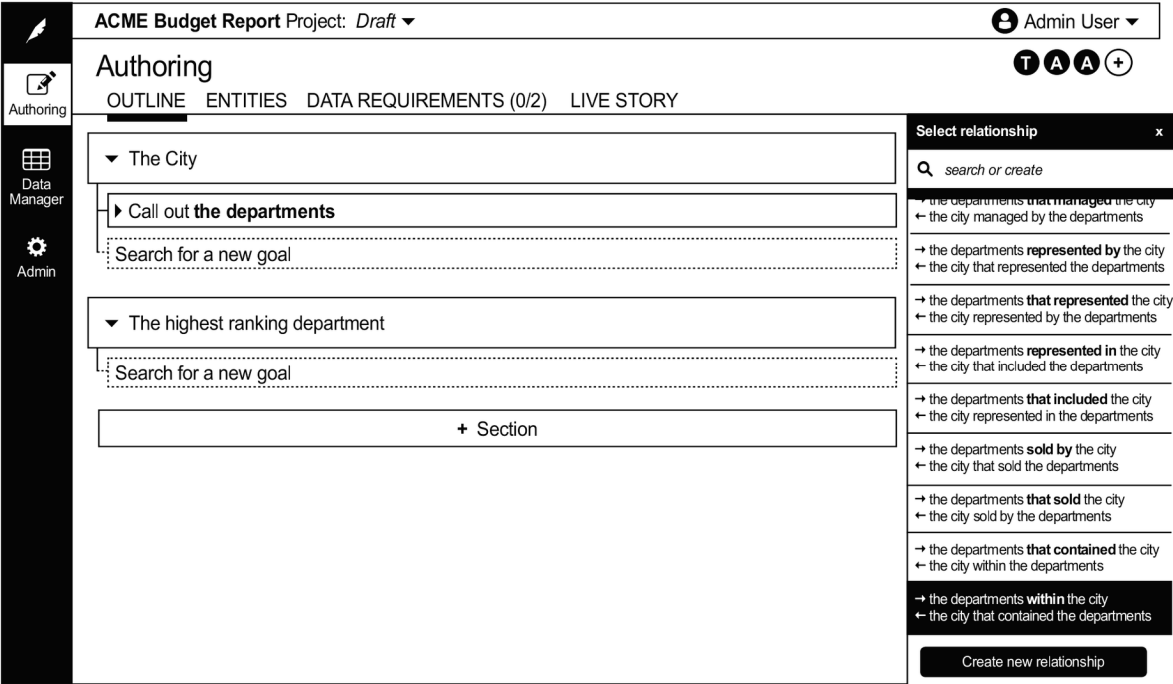 ACME Budget Report Project: Draft
Admin User
Authoring
T A A +
OUTLINE ENTITIES DATA REQUIREMENTS (0/2) LIVE STORY
Authoring
Data
Manager
Admin
The City
Call out the departments
Search for a new goal
The highest ranking department
Search for a new goal
+ Section
Select relationship x
search or create
→ the departments that managed the city
← the city managed by the departments
→ the departments represented by the city
← the city that represented the departments
→ the departments that represented the city
← the city represented by the departments
→ the departments represented in the city
← the city that included the departments
→ the departments that included the city
← the city represented in the departments
→ the departments sold by the city
← the city that sold the departments
→ the departments that sold the city
← the city sold by the departments
→ the departments that contained the city
← the city within the departments
→ the departments within the city
← the city that contained the departments
Create new relationship